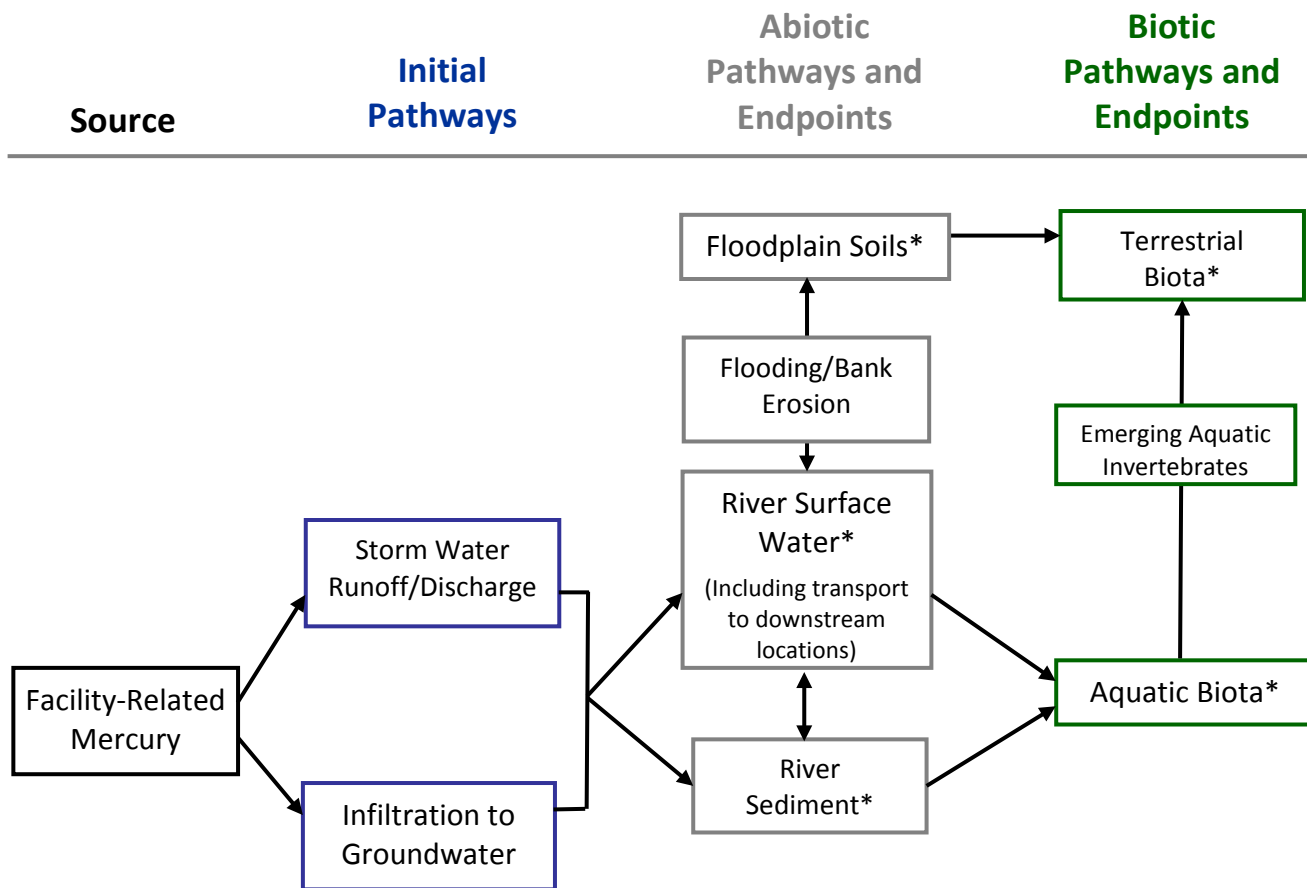 Source
Initial
Pathways
Abiotic
Pathways and
Endpoints
Biotic
Pathways and
Endpoints
Floodplain Soils*
Terrestrial
Biota*
Flooding/Bank
Erosion
Emerging Aquatic
Invertebrates
River Surface
Water*
(Including transport
to downstream
locations)
Storm Water
Runoff/Discharge
Facility-Related
Mercury
Aquatic Biota*
River
Sediment*
Infiltration to
Groundwater